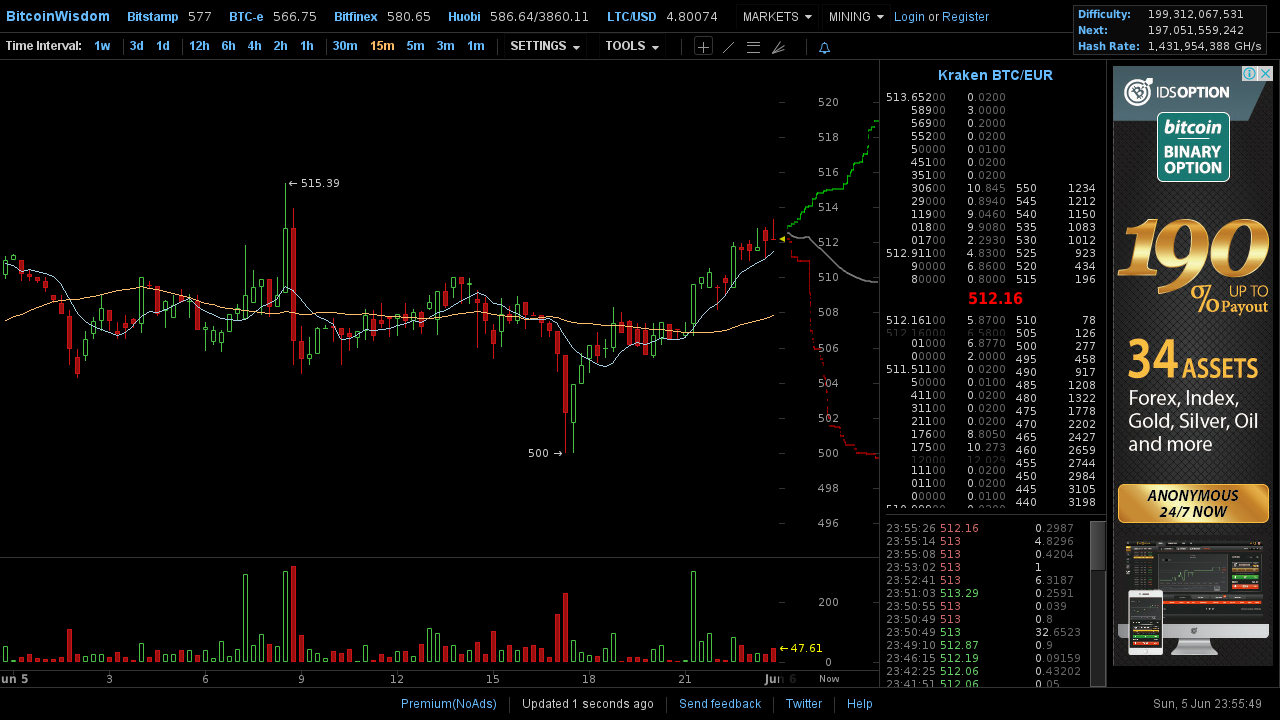 BitcoinWisdom Bitstamp 577 BTC-e 566.75 Bitfinex 580.65 Huobi 586.64/3860.11 LTC/USD 4.80074 MARKETS MINING Login or Register
Difficulty: 199,312,067,531
Next: 197,051,559,242
Hash Rate: 1,431,954,388 GH/s
Time Interval: 1w 3d 1d 12h 6h 4h 2h 1h 30m 15m 5m 3m 1m SETTINGS TOOLS
520
518
516
514
512
510
508
506
504
502
500
498
496
← 515.39
500 →
200
← 47.61
0
un 5 3 6 9 12 15 18 21 Jun 6 Now
Kraken BTC/EUR
513.65200 0.0200
58900 3.0000
56900 0.2000
55200 0.0200
50000 0.0100
45100 0.0200
35100 0.0200
30600 10.845 550 1234
29000 0.8940 545 1212
11900 9.0460 540 1150
01800 9.9080 535 1083
01700 2.2930 530 1012
512.91100 4.8300 525 923
90000 6.8600 520 434
80000 0.8000 515 196
512.16
512.16100 5.8700 510 78
512.16000 6.5800 505 126
01000 6.8770 500 277
00000 2.0000 495 458
511.51100 0.0200 490 917
50000 0.0100 485 1208
41100 0.0200 480 1322
31100 0.0200 475 1778
21100 0.0200 470 2202
17600 8.8050 465 2427
17500 10.273 460 2659
12000 12.029 455 2744
11100 0.0200 450 2984
01100 0.0200 445 3105
00000 0.0100 440 3198
23:55:26 512.16 0.2987
23:55:14 513 4.8296
23:55:08 513 0.4204
23:53:02 513 1
23:52:41 513 6.3187
23:51:03 513.29 0.2591
23:50:55 513 0.039
23:50:49 513 0.8
23:50:49 513 32.6523
23:49:10 512.87 0.9
23:46:15 512.19 0.09159
23:42:25 512.06 0.43202
23:41:51 512.06 0.05
IDSOPTION
bitcoin
BINARY
OPTION
190
% UP TO
Payout
34 ASSETS
Forex, Index,
Gold, Silver, Oil
and more
ANONYMOUS
24/7 NOW
Premium(NoAds) Updated 1 seconds ago Send feedback Twitter Help Sun, 5 Jun 23:55:49